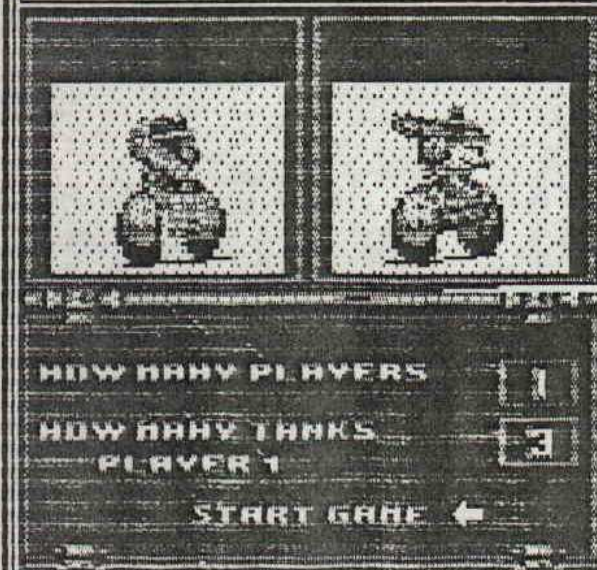 HOW MANY PLAYERS 1
HOW MANY TANKS 3
PLAYER 1
START GAME